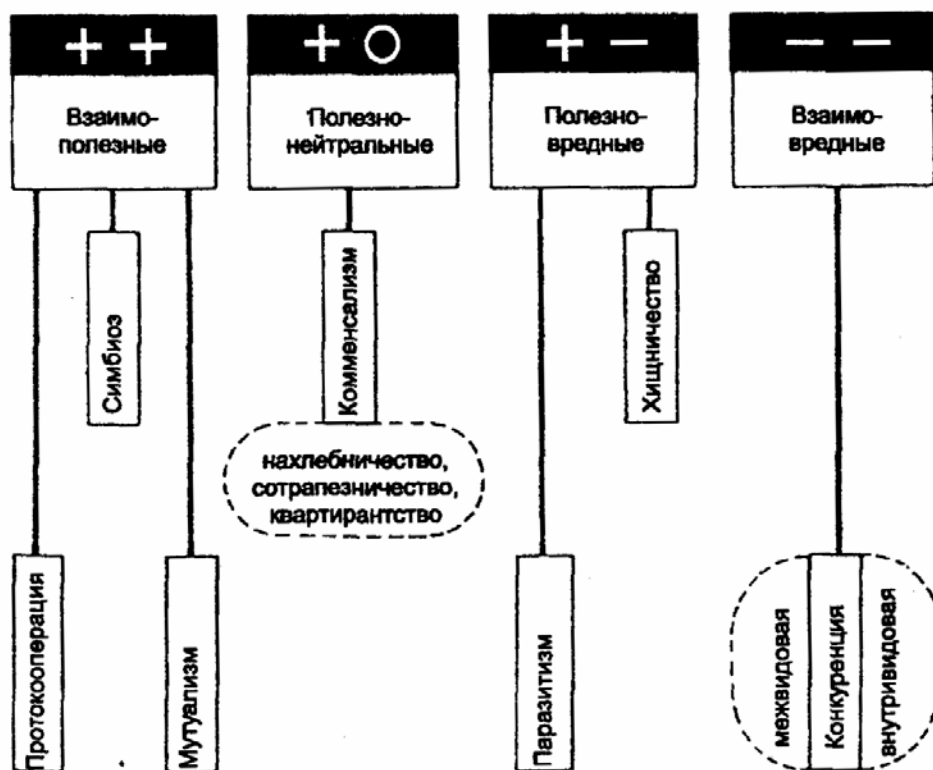 + +
Взаимо-
полезные
+ O
Полезно-
нейтральные
+ −
Полезно-
вредные
− −
Взаимо-
вредные
Симбиоз
Комменсализм
Хищничество
нахлебничество,
сотрапезничество,
квартирантство
Протокооперация
Мутуализм
Паразитизм
межвидовая
Конкуренция
внутривидовая